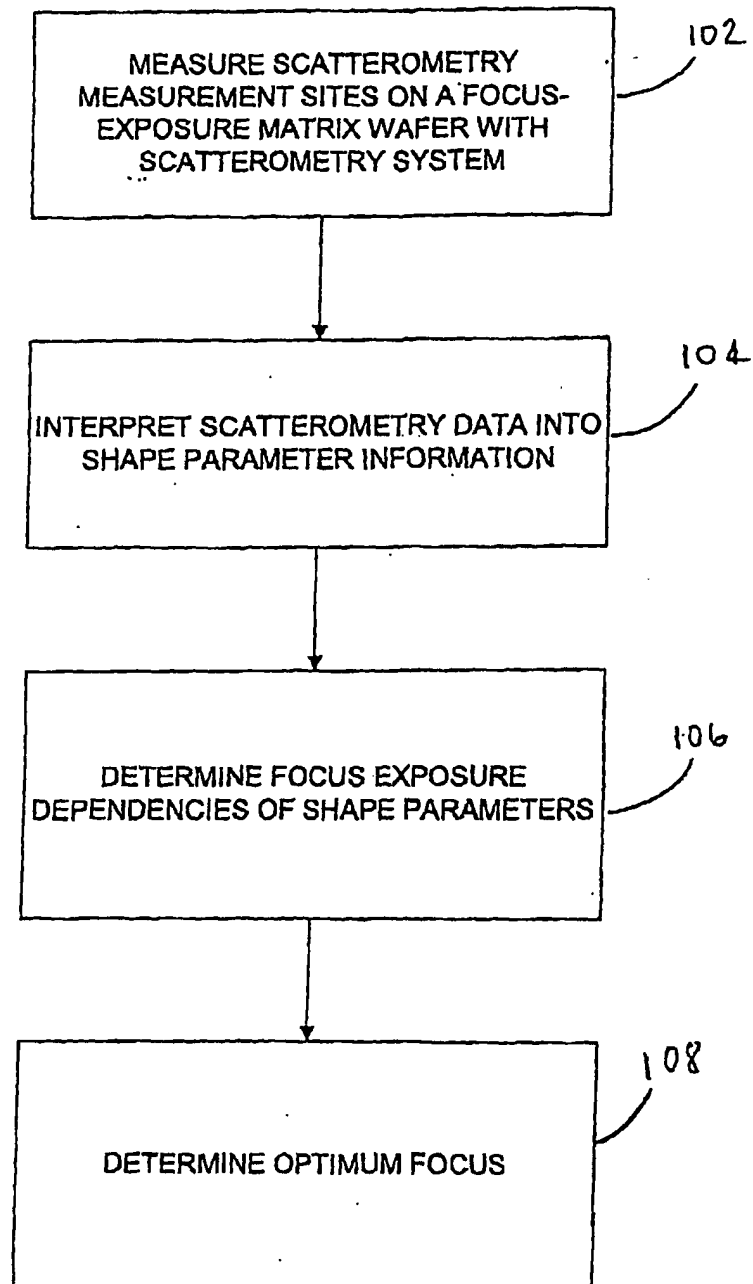 102
MEASURE SCATTEROMETRY
MEASUREMENT SITES ON A FOCUS-
EXPOSURE MATRIX WAFER WITH
SCATTEROMETRY SYSTEM
104
INTERPRET SCATTEROMETRY DATA INTO
SHAPE PARAMETER INFORMATION
106
DETERMINE FOCUS EXPOSURE
DEPENDENCIES OF SHAPE PARAMETERS
108
DETERMINE OPTIMUM FOCUS